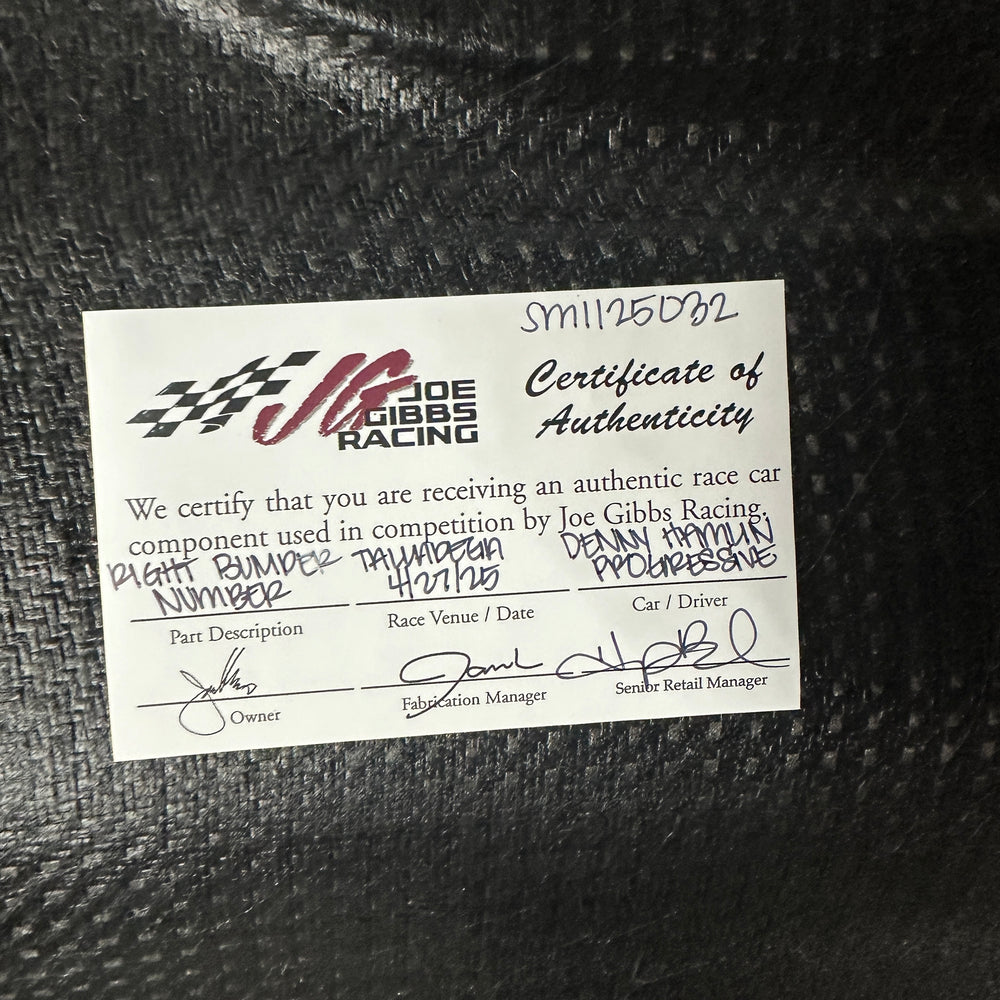 SM1125032
JG JOE
GIBBS
RACING
Certificate of
Authenticity
We certify that you are receiving an authentic race car
component used in competition by Joe Gibbs Racing.
RIGHT BUMPER
NUMBER
Part Description
TALLADEGA
4/27/25
Race Venue / Date
DENNY HAMLIN
PROGRESSIVE
Car / Driver
Owner
Fabrication Manager
Senior Retail Manager